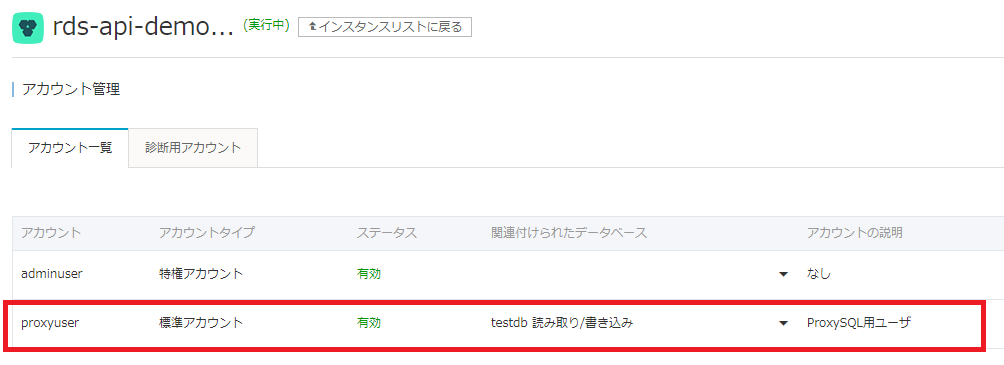 rds-api-demo... (実行中) インスタンスリストに戻る
アカウント管理
アカウント一覧 診断用アカウント
アカウント アカウントタイプ ステータス 関連付けられたデータベース アカウントの説明
adminuser 特権アカウント 有効 なし
proxyuser 標準アカウント 有効 testdb 読み取り/書き込み ProxySQL用ユーザ